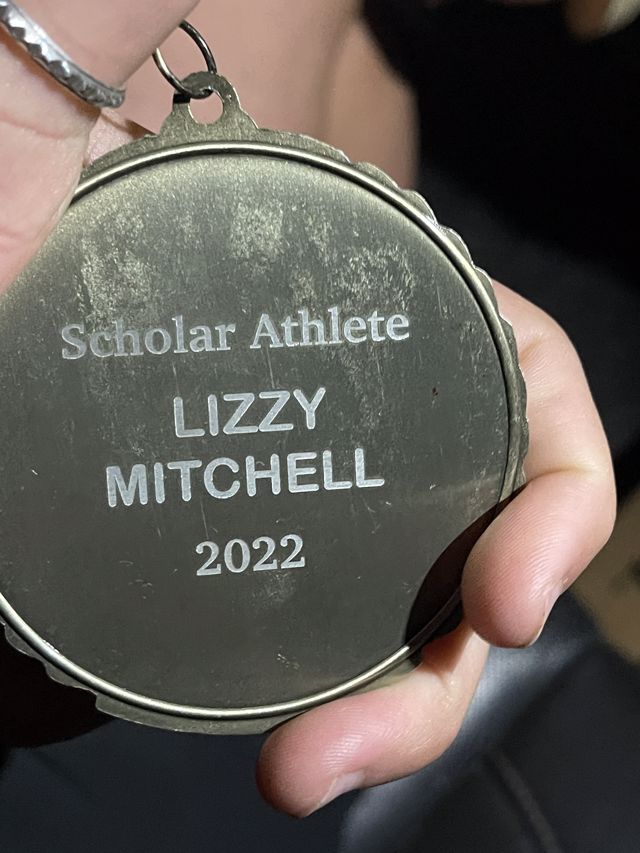 Scholar Athlete
LIZZY
MITCHELL
2022